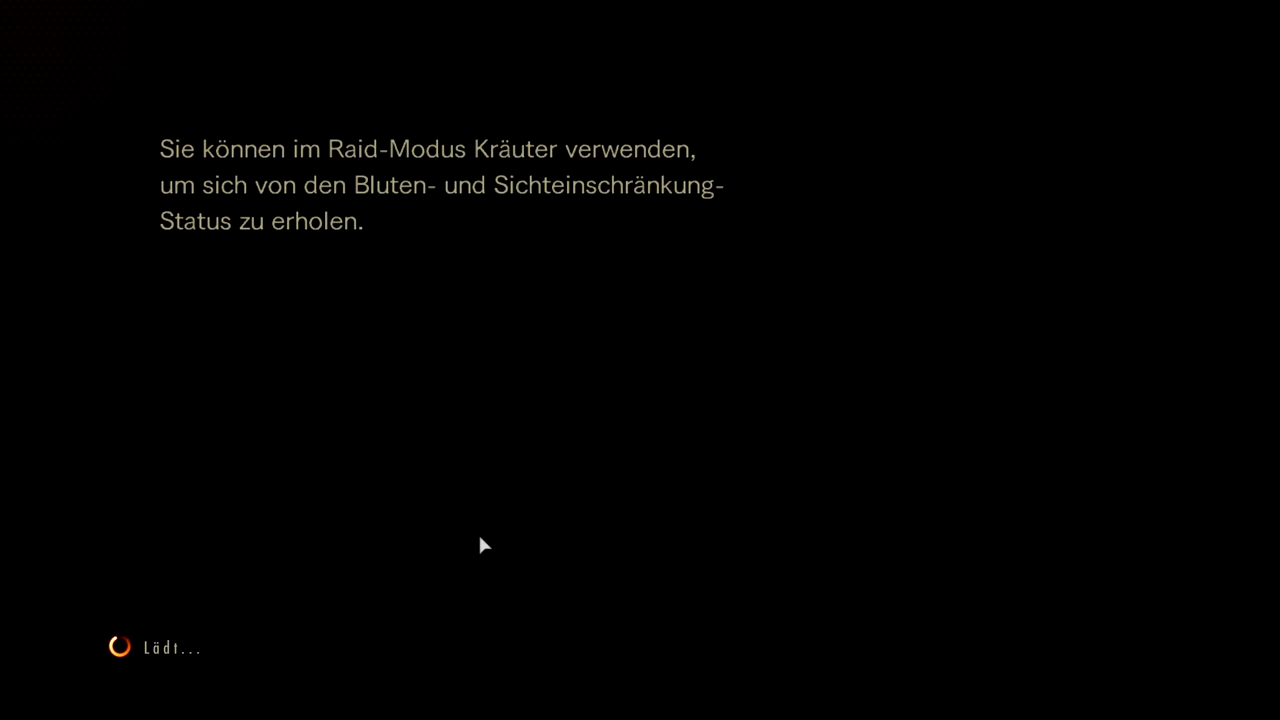 Sie können im Raid-Modus Kräuter verwenden,
um sich von den Bluten- und Sichteinschränkung-
Status zu erholen.
Lädt...